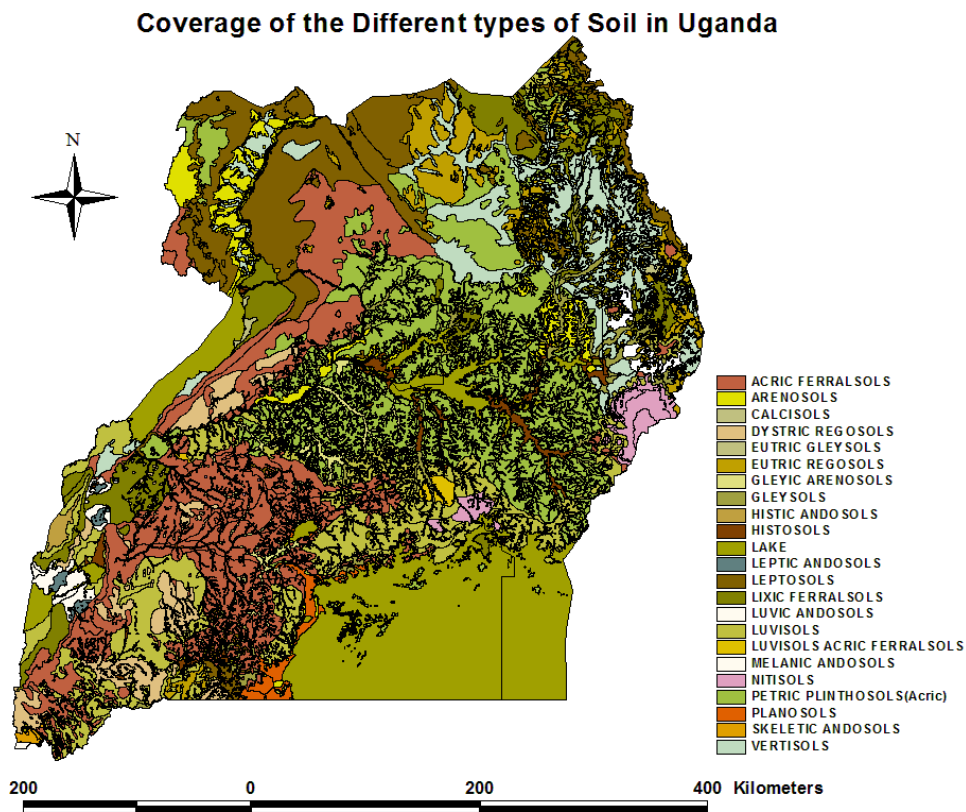 Coverage of the Different types of Soil in Uganda
N
ACRIC FERRALSOLS
ARENOSOLS
CALCISOLS
DYSTRIC REGOSOLS
EUTRIC GLEYSOLS
EUTRIC REGOSOLS
GLEYIC ARENOSOLS
GLEYSOLS
HISTIC ANDOSOLS
HISTOSOLS
LAKE
LEPTIC ANDOSOLS
LEPTOSOLS
LIXIC FERRALSOLS
LUVIC ANDOSOLS
LUVISOLS
LUVISOLS ACRIC FERRALSOLS
MELANIC ANDOSOLS
NITISOLS
PETRIC PLINTHOSOLS(Acric)
PLANOSOLS
SKELETIC ANDOSOLS
VERTISOLS
200 0 200 400 Kilometers